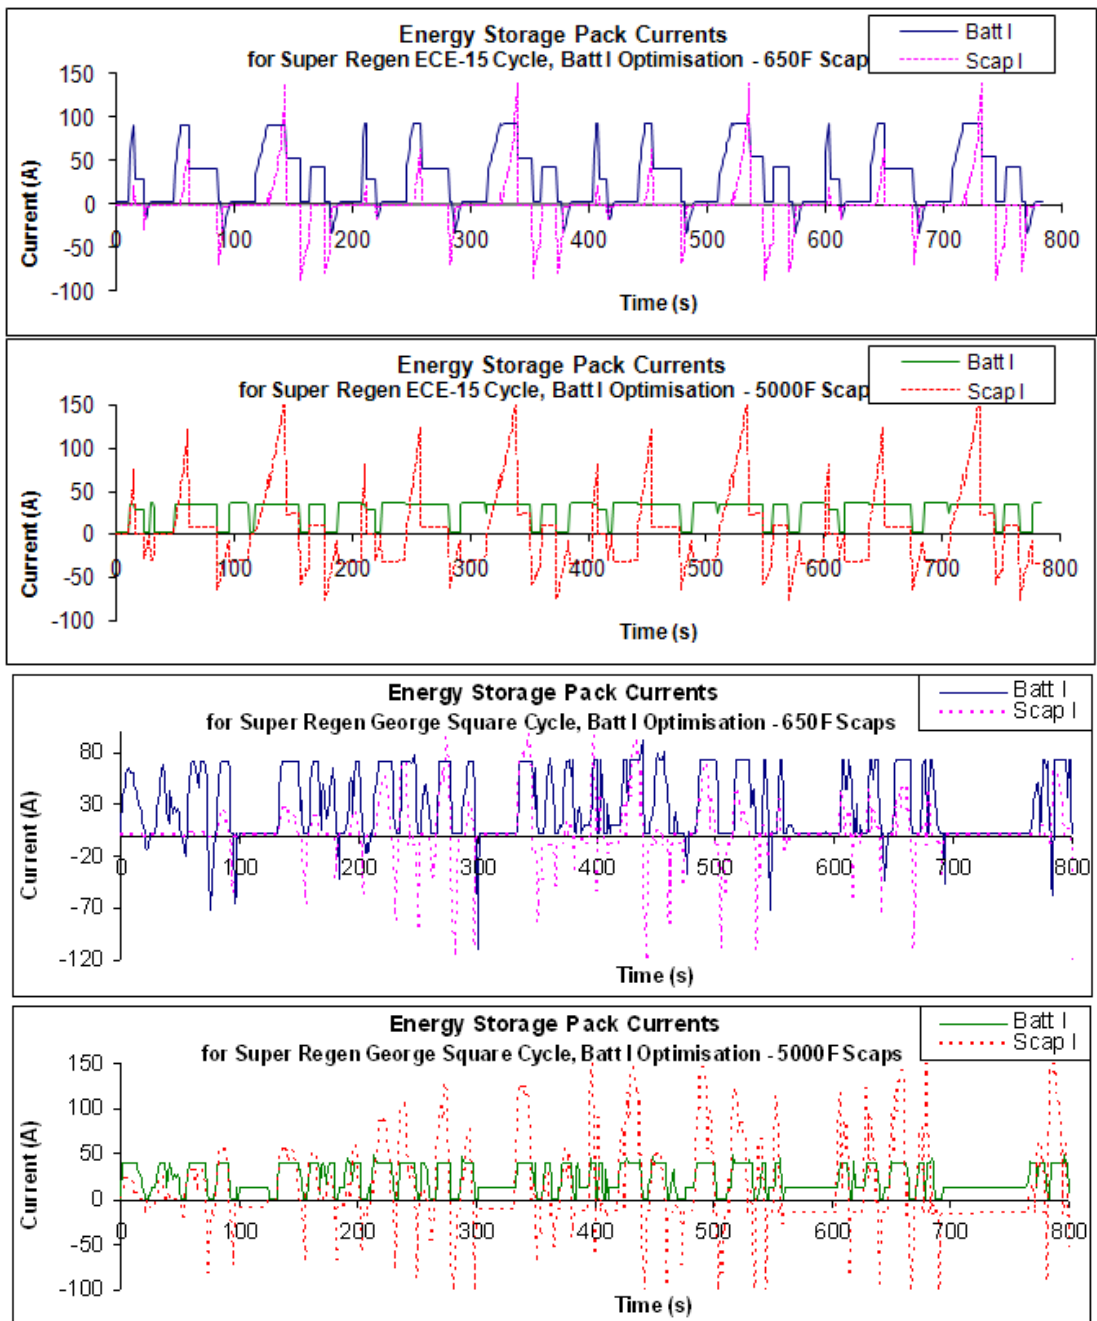 Energy Storage Pack Currents
for Super Regen ECE-15 Cycle, Batt I Optimisation - 650F Scaps
Batt I
Scap I
150
100
50
0
-50
-100
Current (A)
0 100 200 300 400 500 600 700 800
Time (s)
Energy Storage Pack Currents
for Super Regen ECE-15 Cycle, Batt I Optimisation - 5000F Scaps
Batt I
Scap I
150
100
50
0
-50
-100
Current (A)
0 100 200 300 400 500 600 700 800
Time (s)
Energy Storage Pack Currents
for Super Regen George Square Cycle, Batt I Optimisation - 650F Scaps
Batt I
Scap I
80
30
-20
-70
-120
Current (A)
0 100 200 300 400 500 600 700 800
Time (s)
Energy Storage Pack Currents
for Super Regen George Square Cycle, Batt I Optimisation - 5000F Scaps
Batt I
Scap I
150
100
50
0
-50
-100
Current (A)
0 100 200 300 400 500 600 700 800
Time (s)